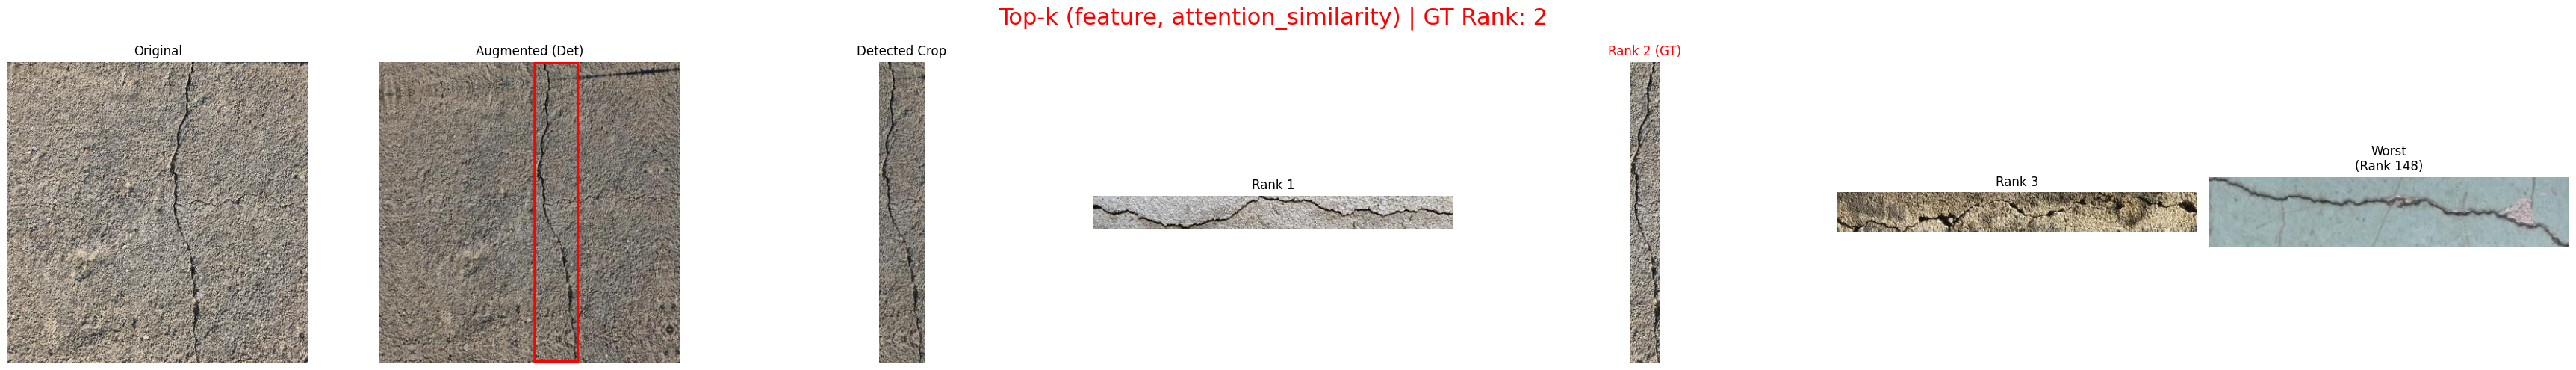 Top-k (feature, attention_similarity) | GT Rank: 2
Original
Augmented (Det)
Detected Crop
Rank 1
Rank 2 (GT)
Rank 3
Worst
(Rank 148)